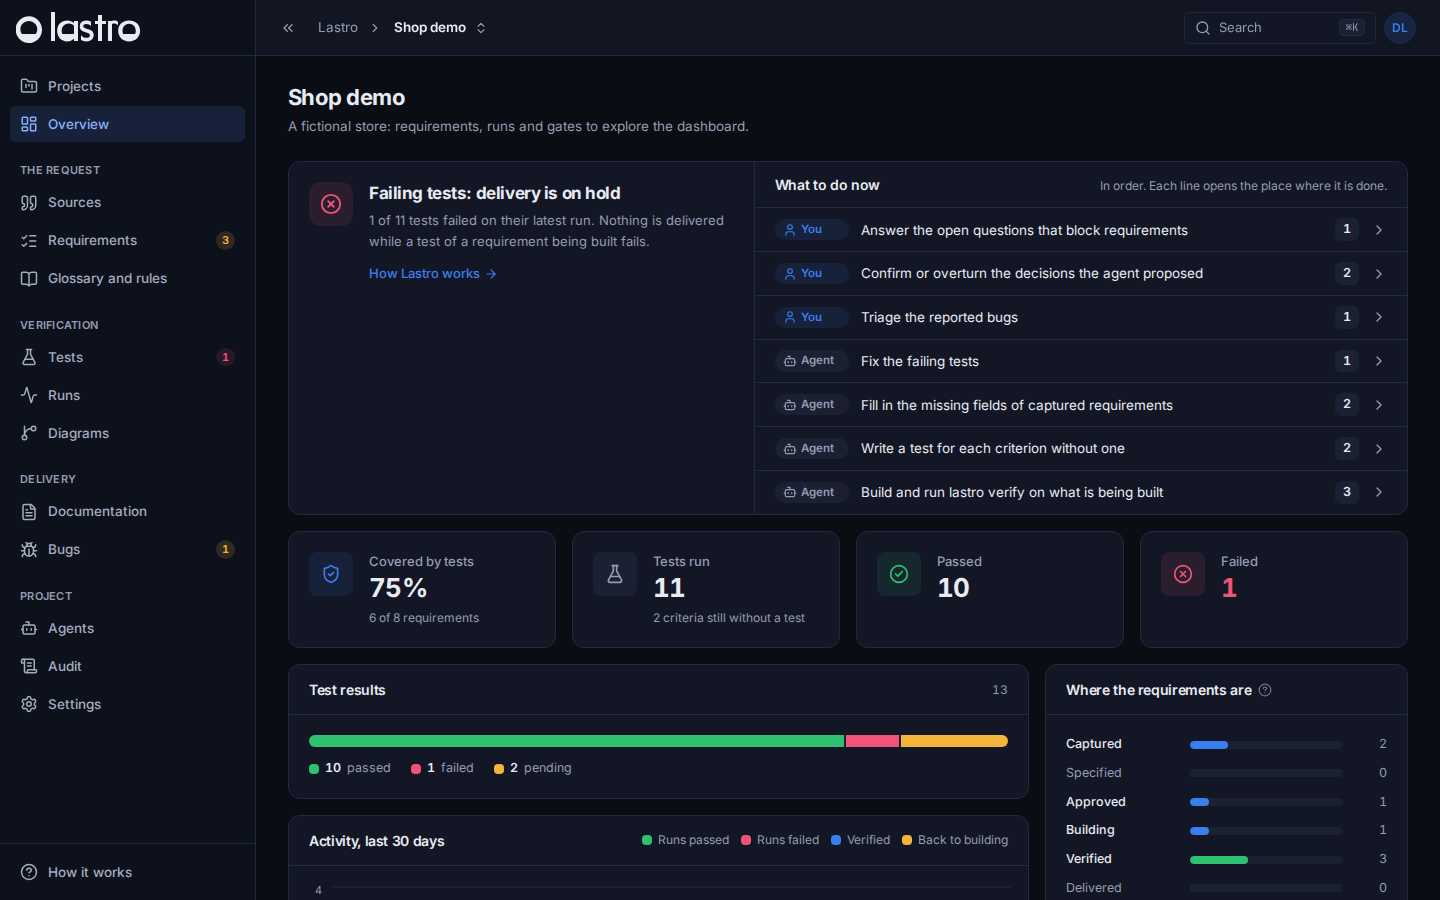 lastro
Lastro
Shop demo
Search
⌘K
DL
Projects
Overview
THE REQUEST
Sources
Requirements
3
Glossary and rules
VERIFICATION
Tests
1
Runs
Diagrams
DELIVERY
Documentation
Bugs
1
PROJECT
Agents
Audit
Settings
How it works
Shop demo
A fictional store: requirements, runs and gates to explore the dashboard.
Failing tests: delivery is on hold
1 of 11 tests failed on their latest run. Nothing is delivered
while a test of a requirement being built fails.
How Lastro works →
What to do now
In order. Each line opens the place where it is done.
You Answer the open questions that block requirements 1
You Confirm or overturn the decisions the agent proposed 2
You Triage the reported bugs 1
Agent Fix the failing tests 1
Agent Fill in the missing fields of captured requirements 2
Agent Write a test for each criterion without one 2
Agent Build and run lastro verify on what is being built 3
Covered by tests
75%
6 of 8 requirements
Tests run
11
2 criteria still without a test
Passed
10
Failed
1
Test results 13
10 passed 1 failed 2 pending
Activity, last 30 days
Runs passed Runs failed Verified Back to building
4
Where the requirements are
Captured 2
Specified 0
Approved 1
Building 1
Verified 3
Delivered 0